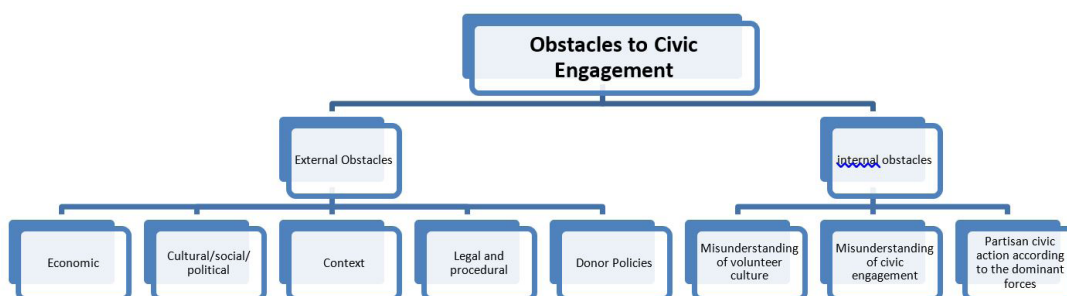 Obstacles to Civic
Engagement
External Obstacles
internal obstacles
Economic
Cultural/social/
political
Context
Legal and
procedural
Donor Policies
Misunderstanding
of volunteer
culture
Misunderstanding
of civic
engagement
Partisan civic
action according
to the dominant
forces